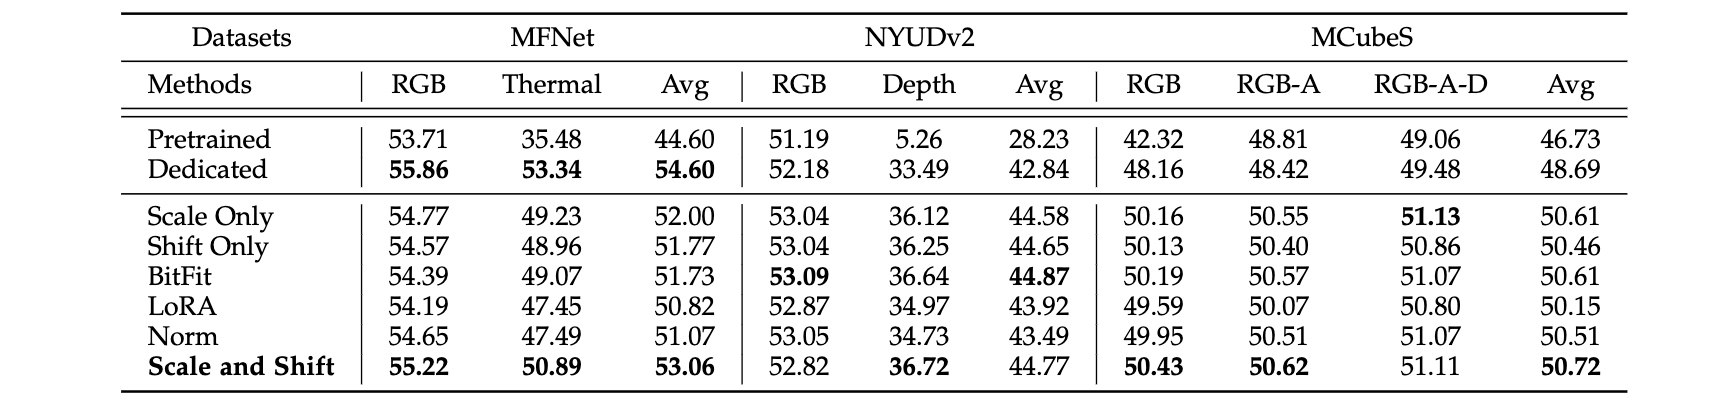 Datasets MFNet NYUDv2 MCubeS
Methods RGB Thermal Avg RGB Depth Avg RGB RGB-A RGB-A-D Avg
Pretrained 53.71 35.48 44.60 51.19 5.26 28.23 42.32 48.81 49.06 46.73
Dedicated 55.86 53.34 54.60 52.18 33.49 42.84 48.16 48.42 49.48 48.69
Scale Only 54.77 49.23 52.00 53.04 36.12 44.58 50.16 50.55 51.13 50.61
Shift Only 54.57 48.96 51.77 53.04 36.25 44.65 50.13 50.40 50.86 50.46
BitFit 54.39 49.07 51.73 53.09 36.64 44.87 50.19 50.57 51.07 50.61
LoRA 54.19 47.45 50.82 52.87 34.97 43.92 49.59 50.07 50.80 50.15
Norm 54.65 47.49 51.07 53.05 34.73 43.49 49.95 50.51 51.07 50.51
Scale and Shift 55.22 50.89 53.06 52.82 36.72 44.77 50.43 50.62 51.11 50.72